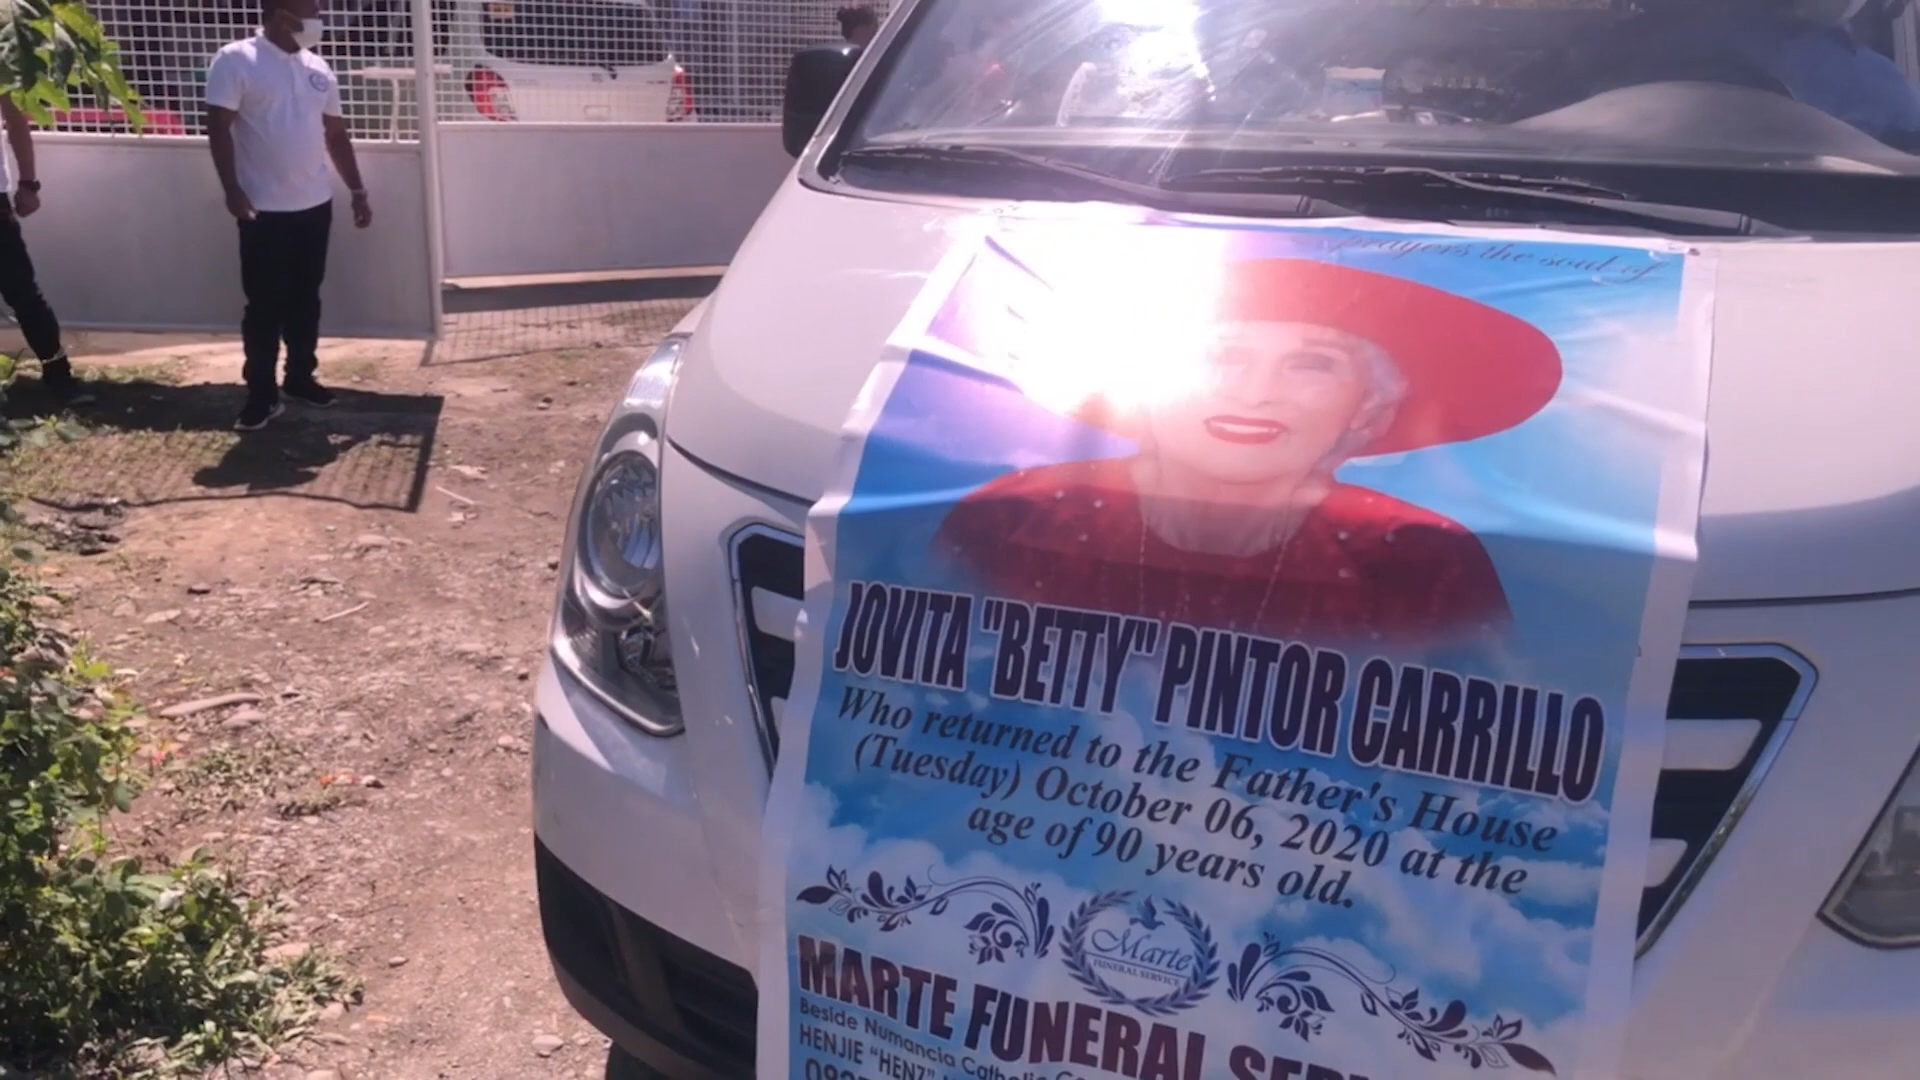 prayers the soul of
JOVITA "BETTY" PINTOR CARRILLO
Who returned to the Father's House
(Tuesday) October 06, 2020 at the
age of 90 years old.
Marte
FUNERAL SERVICE
MARTE FUNERAL
Beside Numancia Catholic
HENJIE "HENZ"